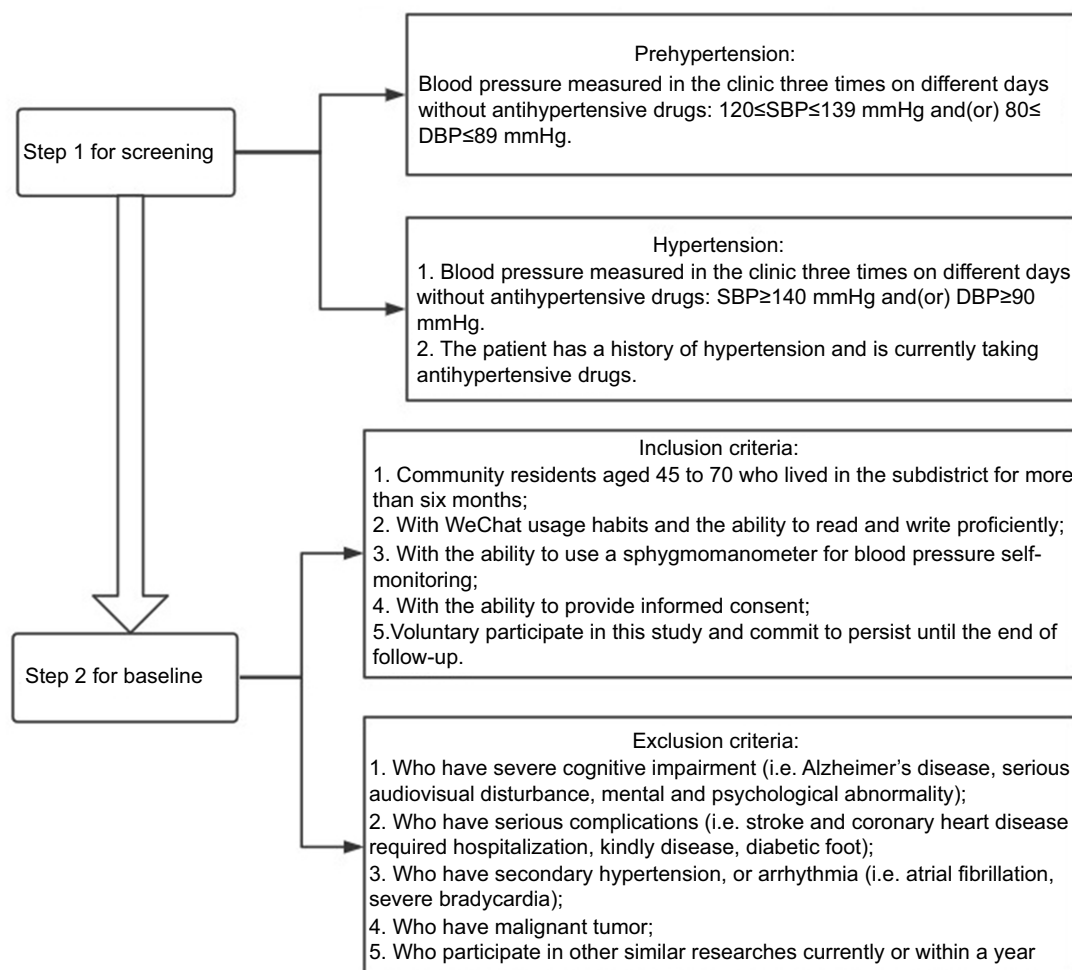 Prehypertension:
Blood pressure measured in the clinic three times on different days
without antihypertensive drugs: 120≤SBP≤139 mmHg and(or) 80≤
DBP≤89 mmHg.
Step 1 for screening
Hypertension:
1. Blood pressure measured in the clinic three times on different days
without antihypertensive drugs: SBP≥140 mmHg and(or) DBP≥90
mmHg.
2. The patient has a history of hypertension and is currently taking
antihypertensive drugs.
Inclusion criteria:
1. Community residents aged 45 to 70 who lived in the subdistrict for more
than six months;
2. With WeChat usage habits and the ability to read and write proficiently;
3. With the ability to use a sphygmomanometer for blood pressure self-
monitoring;
4. With the ability to provide informed consent;
5.Voluntary participate in this study and commit to persist until the end of
follow-up.
Step 2 for baseline
Exclusion criteria:
1. Who have severe cognitive impairment (i.e. Alzheimer’s disease, serious
audiovisual disturbance, mental and psychological abnormality);
2. Who have serious complications (i.e. stroke and coronary heart disease
required hospitalization, kindly disease, diabetic foot);
3. Who have secondary hypertension, or arrhythmia (i.e. atrial fibrillation,
severe bradycardia);
4. Who have malignant tumor;
5. Who participate in other similar researches currently or within a year